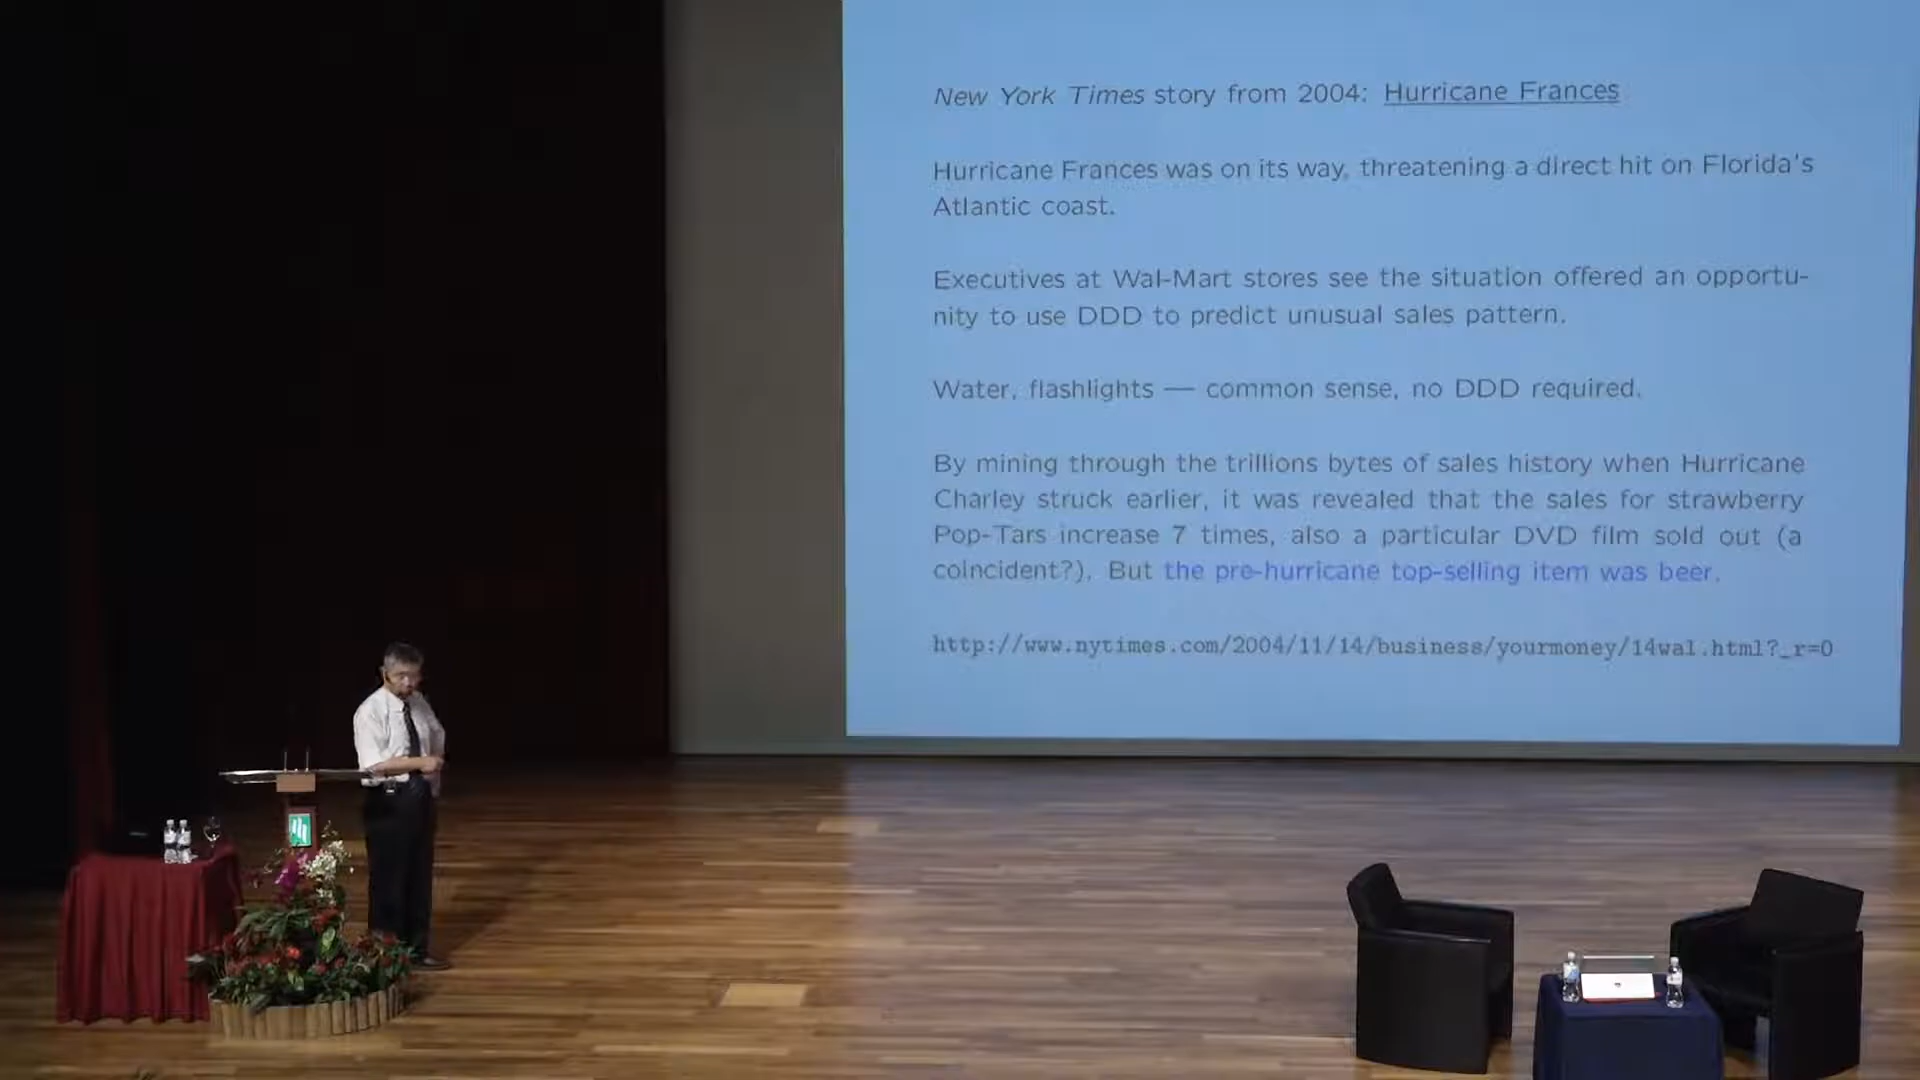 New York Times story from 2004: Hurricane Frances
Hurricane Frances was on its way, threatening a direct hit on Florida's
Atlantic coast.
Executives at Wal-Mart stores see the situation offered an opportu-
nity to use DDD to predict unusual sales pattern.
Water, flashlights — common sense, no DDD required.
By mining through the trillions bytes of sales history when Hurricane
Charley struck earlier, it was revealed that the sales for strawberry
Pop-Tars increase 7 times, also a particular DVD film sold out (a
coincident?). But the pre-hurricane top-selling item was beer.
http://www.nytimes.com/2004/11/14/business/yourmoney/14wal.html?_r=0